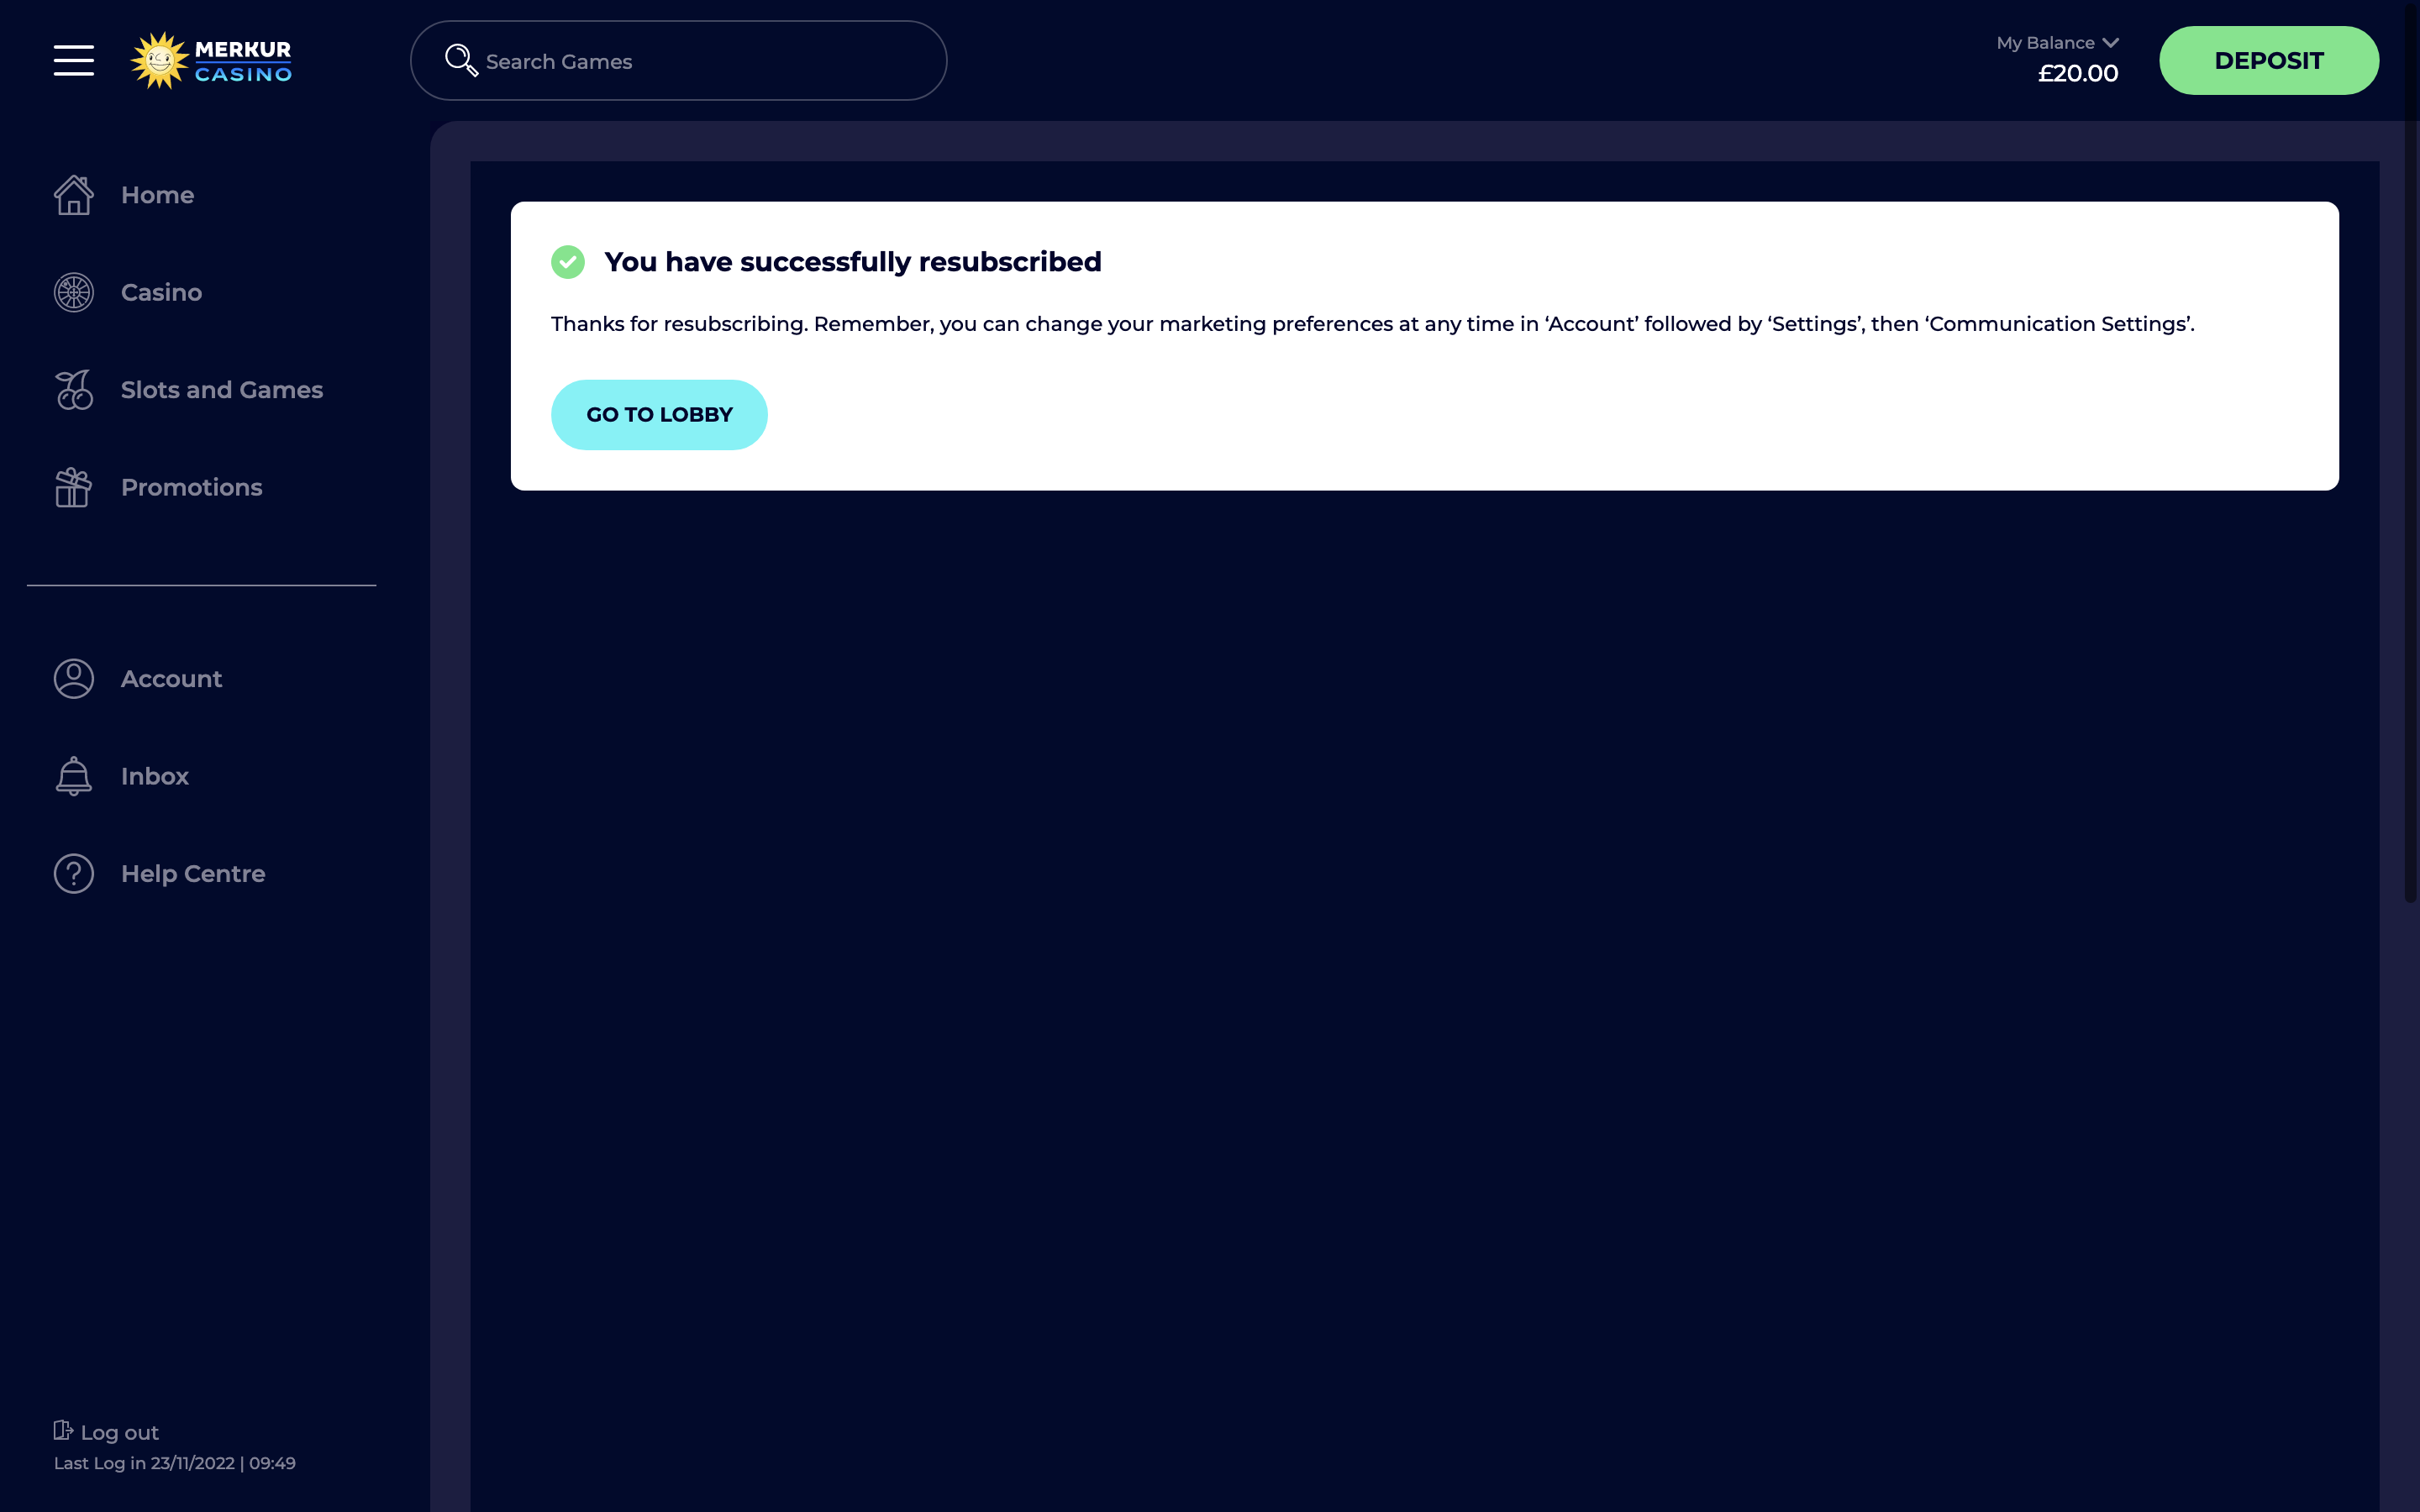 MERKUR
CASINO
Search Games
My Balance
£20.00
DEPOSIT
Home
Casino
Slots and Games
Promotions
Account
Inbox
Help Centre
Log out
Last Log in 23/11/2022 | 09:49
You have successfully resubscribed
Thanks for resubscribing. Remember, you can change your marketing preferences at any time in ‘Account’ followed by ‘Settings’, then ‘Communication Settings’.
GO TO LOBBY